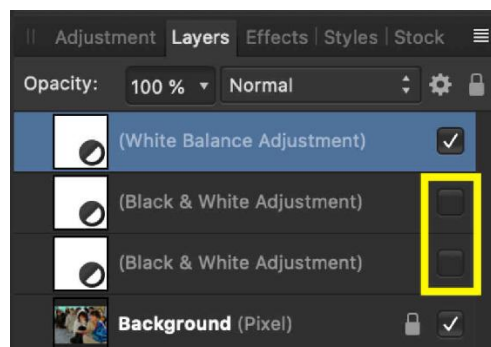 Adjustment Layers Effects | Styles | Stock
Opacity: 100 % Normal
(White Balance Adjustment)
(Black & White Adjustment)
(Black & White Adjustment)
Background (Pixel)